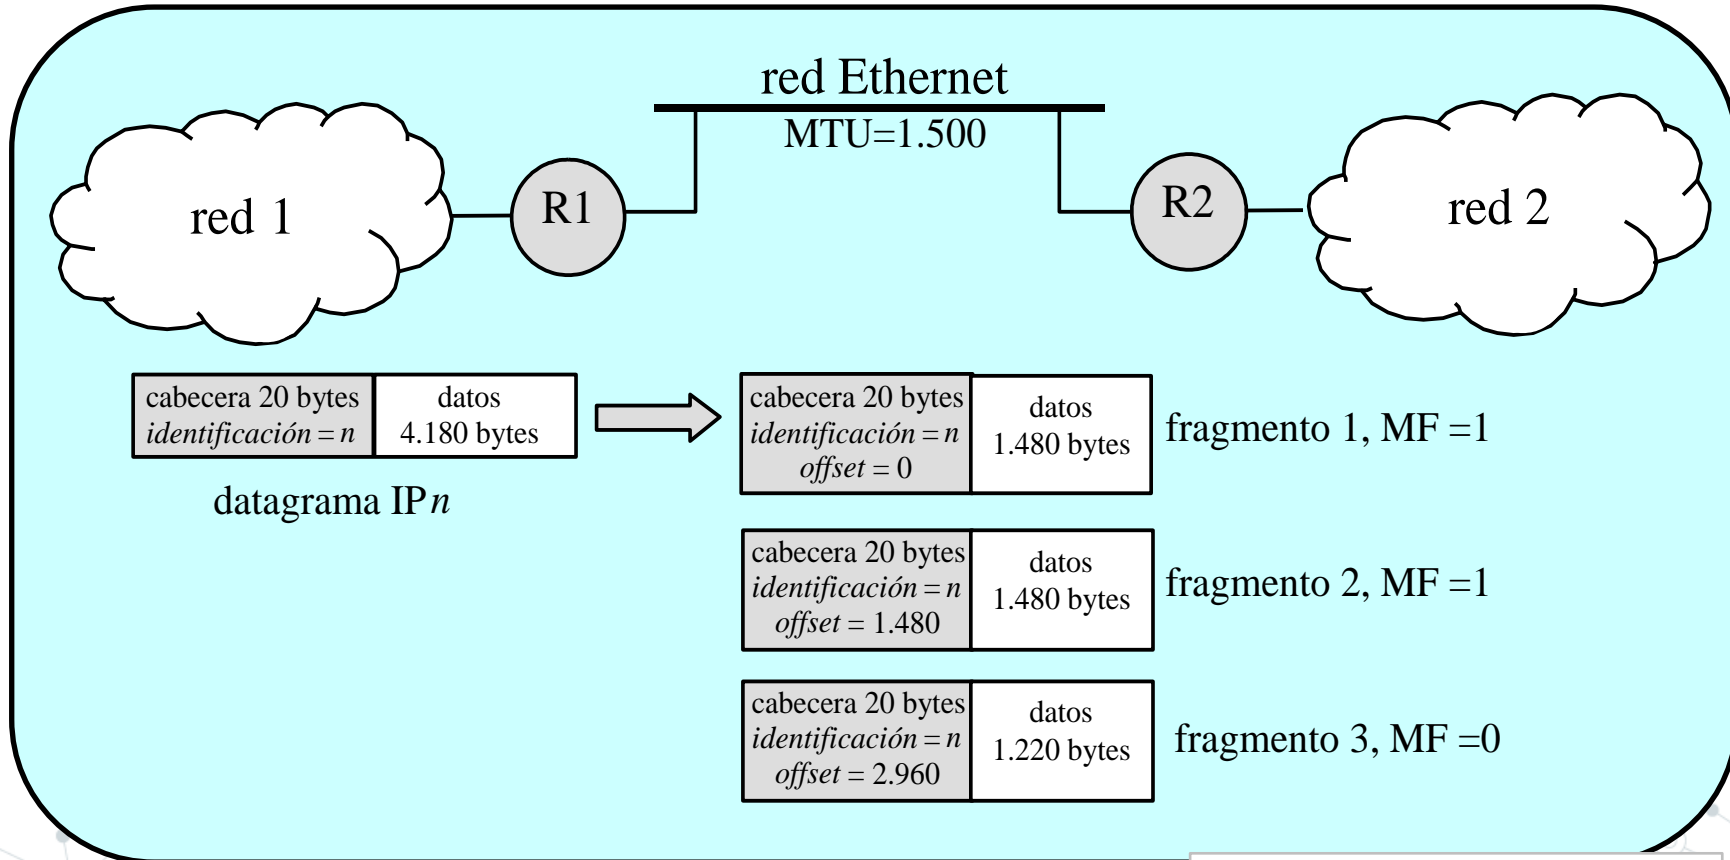 red Ethernet
MTU=1.500
red 1
R1
R2
red 2
cabecera 20 bytes
identificación = n
datos
4.180 bytes
datagrama IP n
cabecera 20 bytes
identificación = n
offset = 0
datos
1.480 bytes
fragmento 1, MF =1
cabecera 20 bytes
identificación = n
offset = 1.480
datos
1.480 bytes
fragmento 2, MF =1
cabecera 20 bytes
identificación = n
offset = 2.960
datos
1.220 bytes
fragmento 3, MF =0